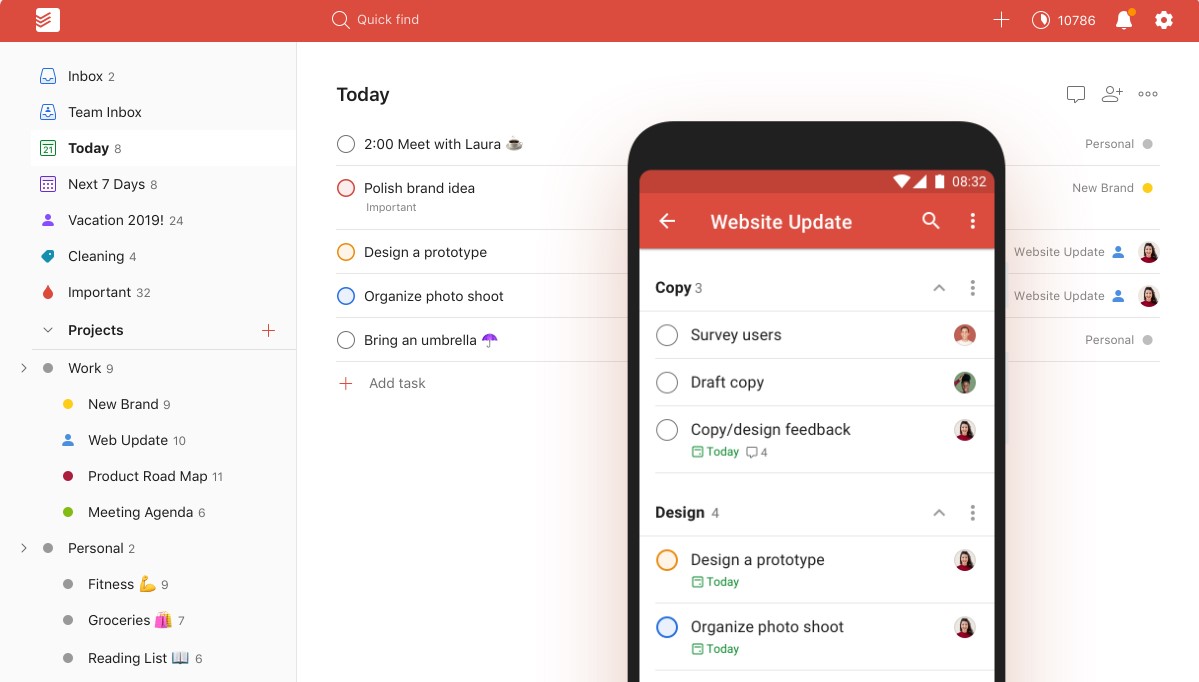 Quick find
10786
Inbox 2
Team Inbox
21 Today 8
Next 7 Days 8
Vacation 2019! 24
Cleaning 4
Important 32
Projects
Work 9
New Brand 9
Web Update 10
Product Road Map 11
Meeting Agenda 6
Personal 2
Fitness 💪 9
Groceries 🛍️ 7
Reading List 📖 6
Today
2:00 Meet with Laura ☕ Personal
Polish brand idea New Brand
Important
Design a prototype Website Update
Organize photo shoot Website Update
Bring an umbrella ☂️ Personal
Add task
08:32
Website Update
Copy 3
Survey users
Draft copy
Copy/design feedback
Today 4
Design 4
Design a prototype
Today
Organize photo shoot
Today